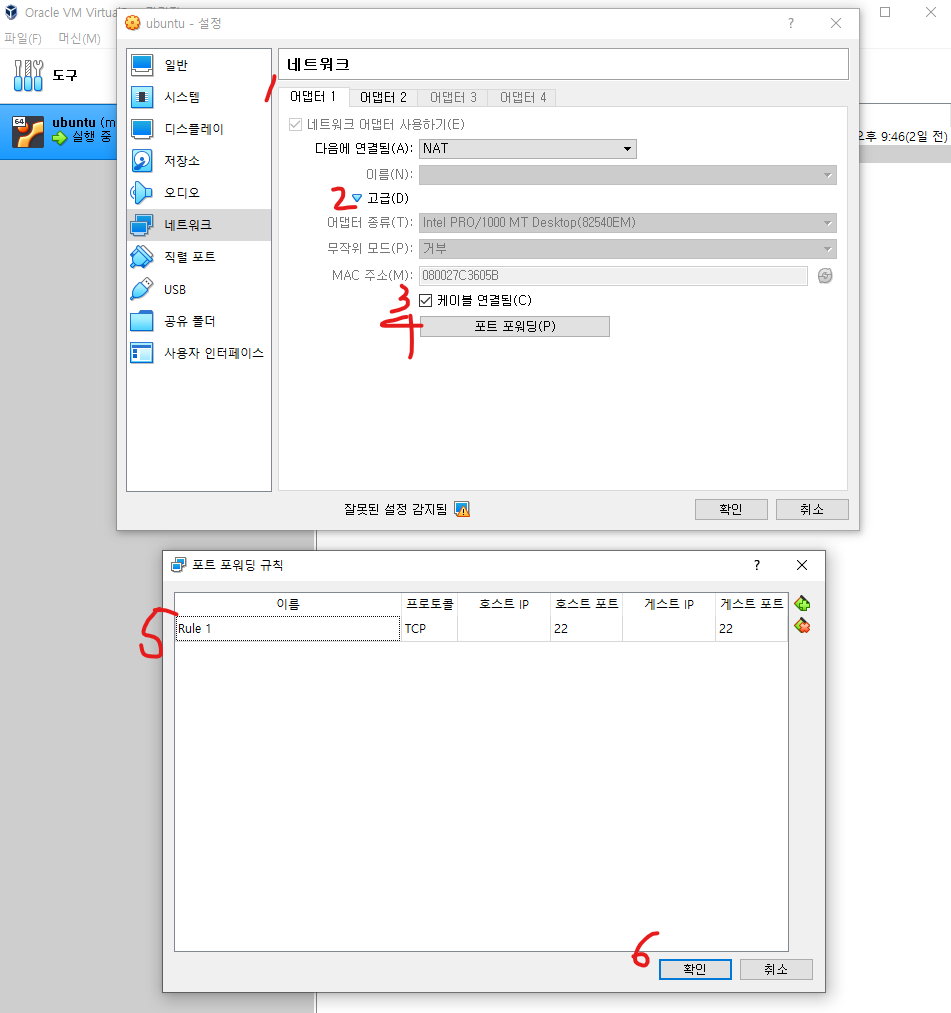 Oracle VM Virtua
파일(F) 머신(M)
도구
64
ubuntu (m
실행 중
오후 9:46(2일 전)
ubuntu - 설정
?
일반
시스템
디스플레이
저장소
오디오
네트워크
직렬 포트
USB
공유 폴더
사용자 인터페이스
네트워크
1
어댑터 1 어댑터 2 어댑터 3 어댑터 4
네트워크 어댑터 사용하기(E)
다음에 연결됨(A): NAT
이름(N):
2 고급(D)
어댑터 종류(T): Intel PRO/1000 MT Desktop(82540EM)
무작위 모드(P): 거부
MAC 주소(M): 080027C3605B
3 케이블 연결됨(C)
4 포트 포워딩(P)
잘못된 설정 감지됨 확인 취소
포트 포워딩 규칙 ?
이름 프로토콜 호스트 IP 호스트 포트 게스트 IP 게스트 포트
5 Rule 1 TCP 22 22
6 확인 취소